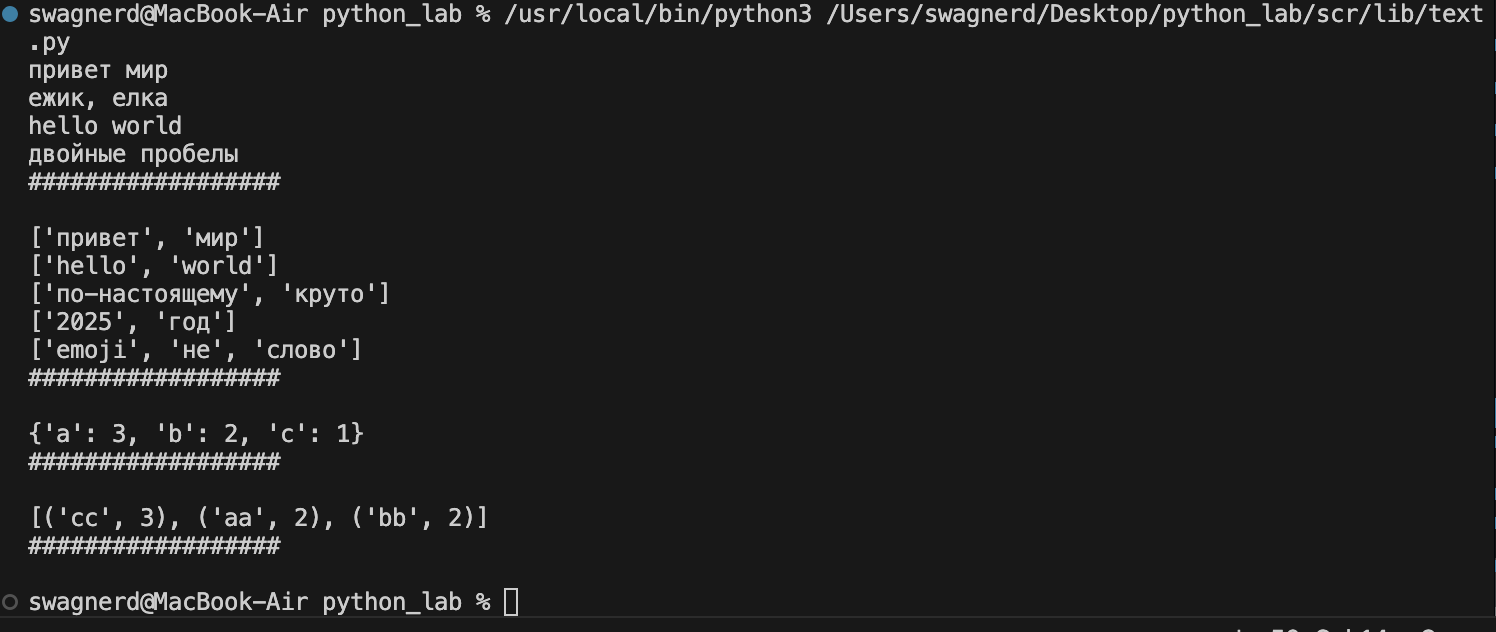 swagnerd@MacBook-Air python_lab % /usr/local/bin/python3 /Users/swagnerd/Desktop/python_lab/scr/lib/text
.py
привет мир
ежик, елка
hello world
двойные пробелы
##################
['привет', 'мир']
['hello', 'world']
['по-настоящему', 'круто']
['2025', 'год']
['emoji', 'не', 'слово']
##################
{'a': 3, 'b': 2, 'c': 1}
##################
[('cc', 3), ('aa', 2), ('bb', 2)]
##################
swagnerd@MacBook-Air python_lab %